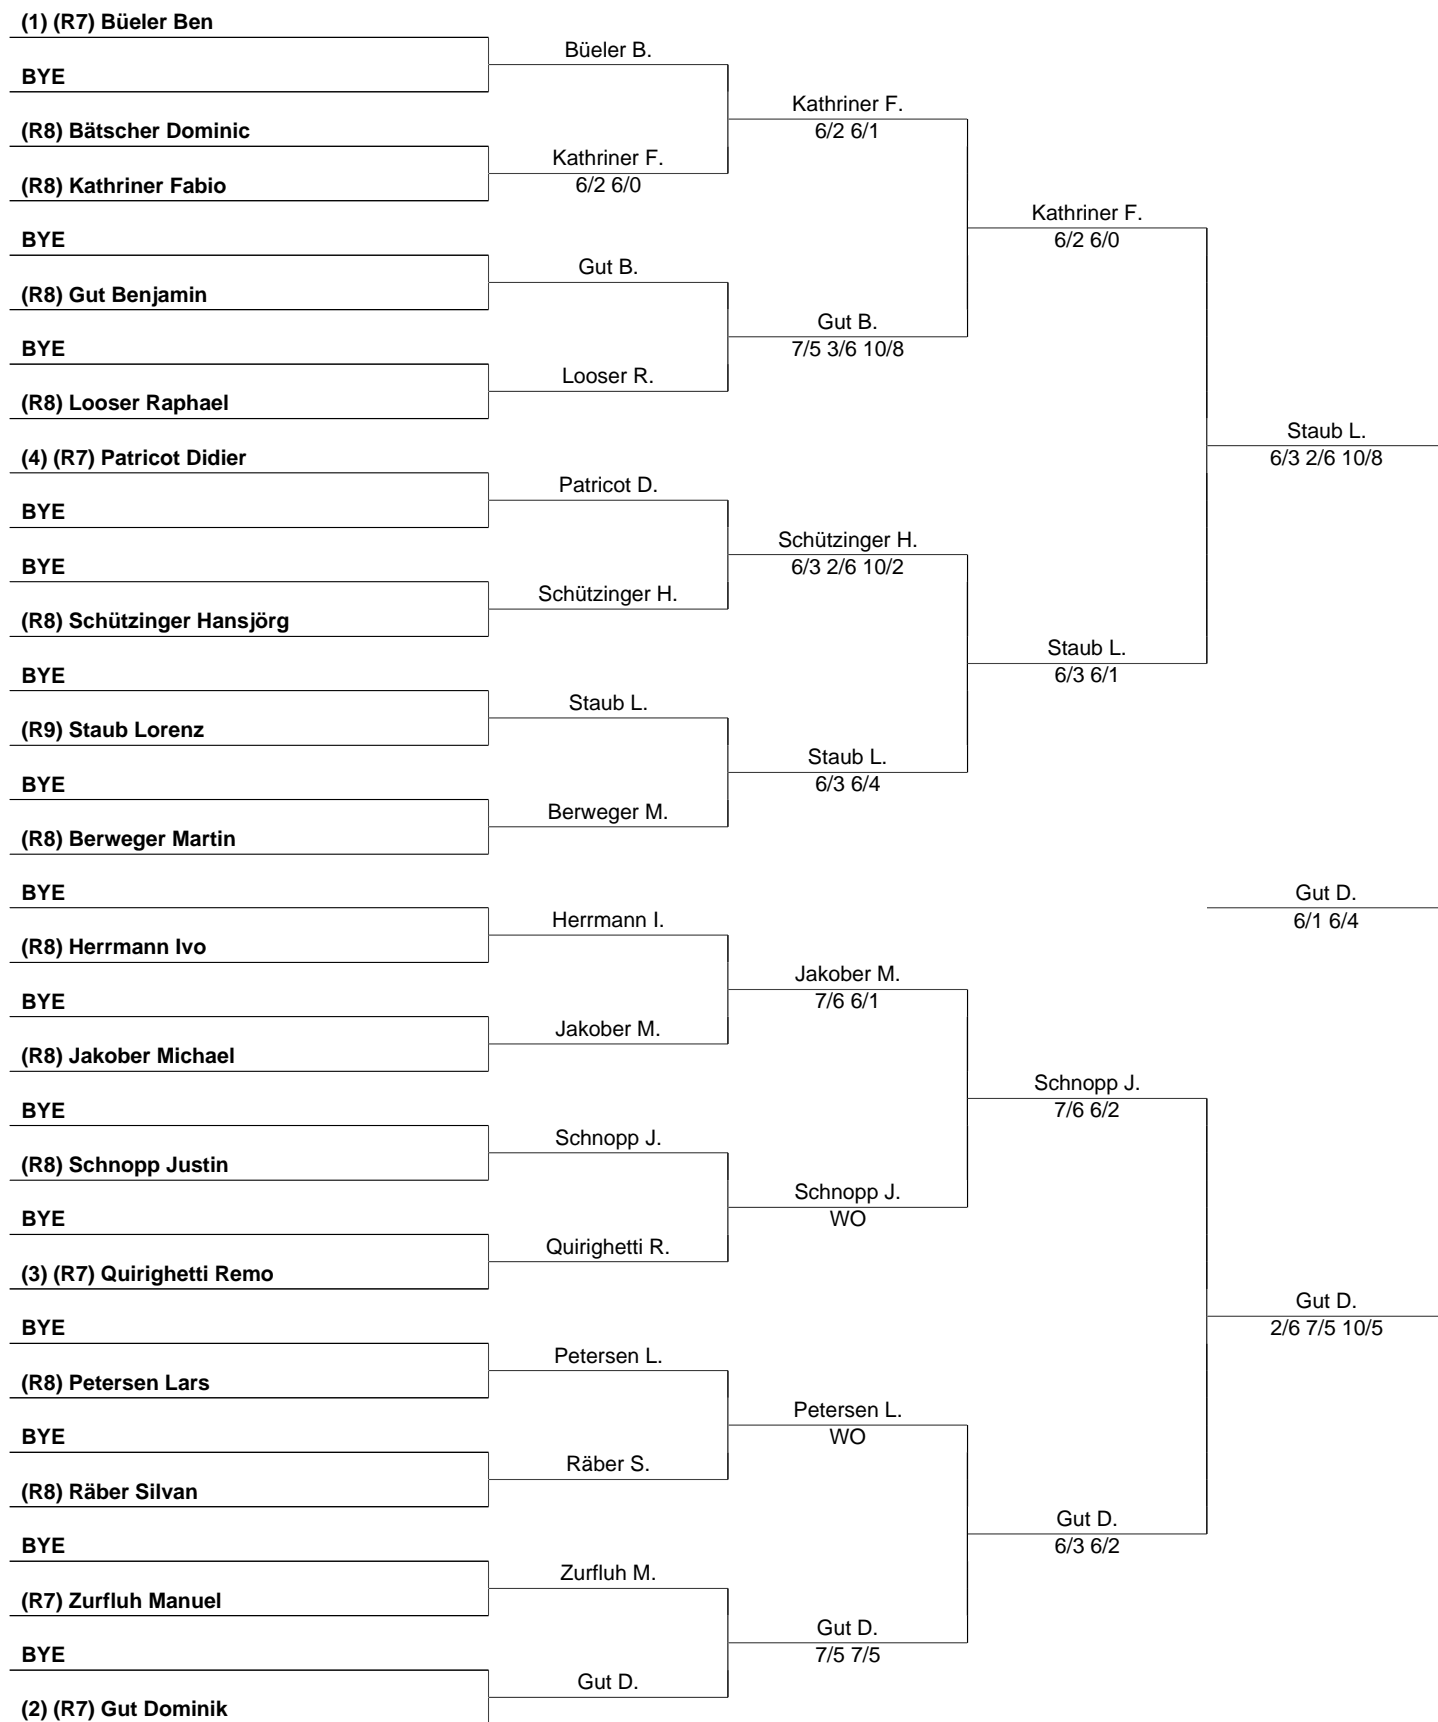 (1) (R7) Büeler Ben
BYE
(R8) Bätscher Dominic
(R8) Kathriner Fabio
BYE
(R8) Gut Benjamin
BYE
(R8) Looser Raphael
(4) (R7) Patricot Didier
BYE
BYE
(R8) Schützinger Hansjörg
BYE
(R9) Staub Lorenz
BYE
(R8) Berweger Martin
BYE
(R8) Herrmann Ivo
BYE
(R8) Jakober Michael
BYE
(R8) Schnopp Justin
BYE
(3) (R7) Quirighetti Remo
BYE
(R8) Petersen Lars
BYE
(R8) Räber Silvan
BYE
(R7) Zurfluh Manuel
BYE
(2) (R7) Gut Dominik
Büeler B.
Kathriner F.
6/2 6/0
Gut B.
Looser R.
Patricot D.
Schützinger H.
Staub L.
Berweger M.
Herrmann I.
Jakober M.
Schnopp J.
Quirighetti R.
Petersen L.
Räber S.
Zurfluh M.
Gut D.
Kathriner F.
6/2 6/1
Gut B.
7/5 3/6 10/8
Schützinger H.
6/3 2/6 10/2
Staub L.
6/3 6/4
Jakober M.
7/6 6/1
Schnopp J.
WO
Petersen L.
WO
Gut D.
7/5 7/5
Kathriner F.
6/2 6/0
Staub L.
6/3 6/1
Schnopp J.
7/6 6/2
Gut D.
6/3 6/2
Staub L.
6/3 2/6 10/8
Gut D.
6/1 6/4
Gut D.
2/6 7/5 10/5